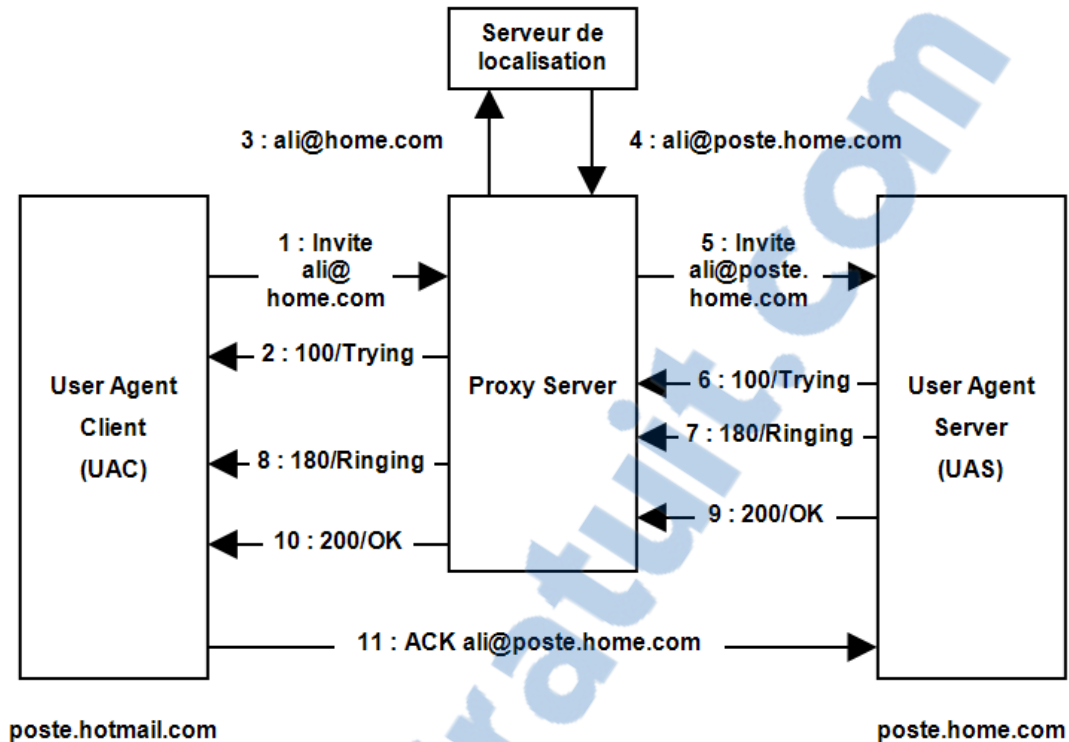 Serveur de
localisation
3 : ali@home.com
4 : ali@poste.home.com
1 : Invite
ali@
home.com
5 : Invite
ali@poste.
home.com
2 : 100/Trying
6 : 100/Trying
User Agent
Client
(UAC)
Proxy Server
User Agent
Server
(UAS)
7 : 180/Ringing
8 : 180/Ringing
9 : 200/OK
10 : 200/OK
11 : ACK ali@poste.home.com
poste.hotmail.com
poste.home.com
ratuit.com